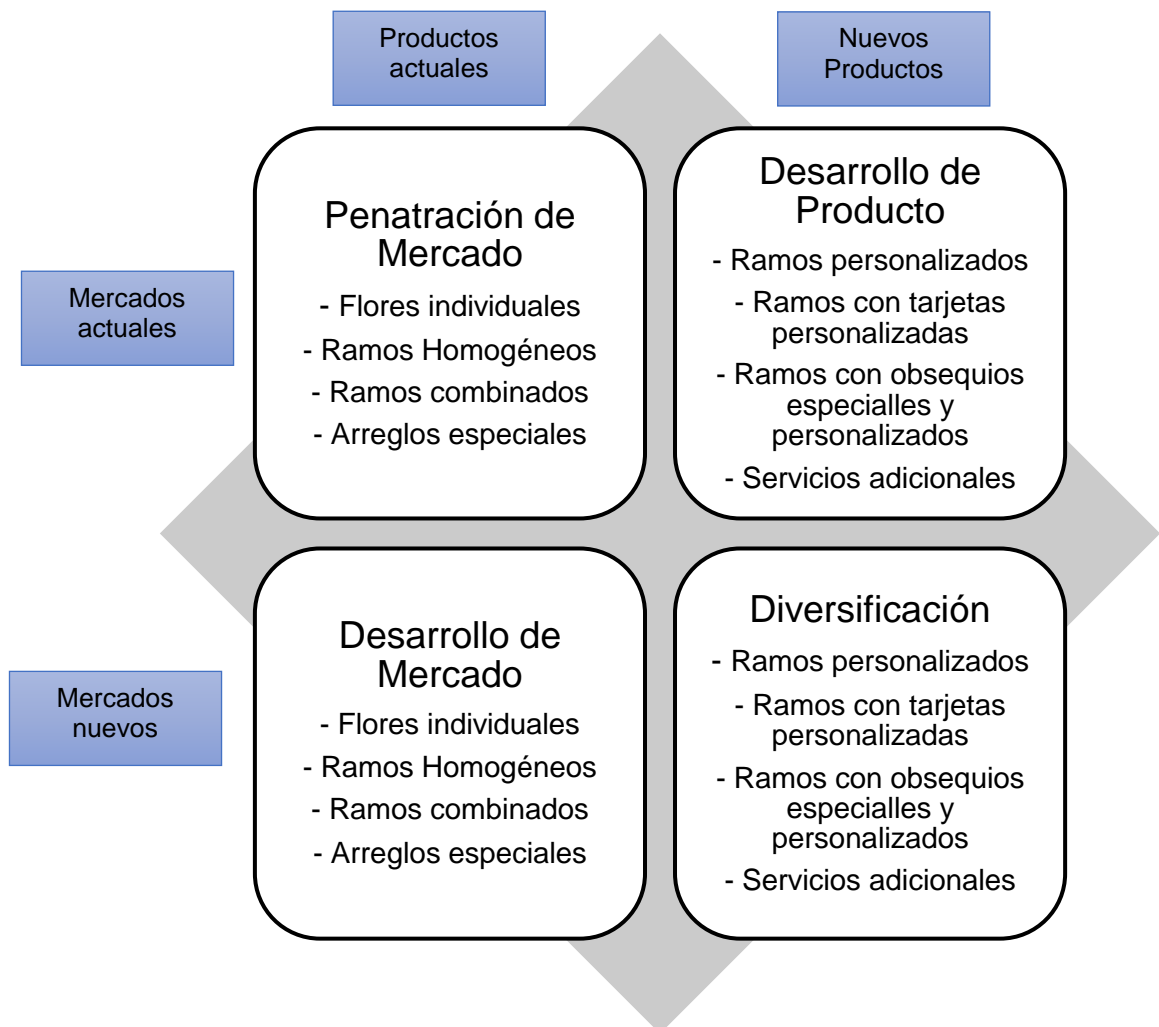 Productos
actuales
Nuevos
Productos
Mercados
actuales
Penatración de
Mercado
- Flores individuales
- Ramos Homogéneos
- Ramos combinados
- Arreglos especiales
Desarrollo de
Producto
- Ramos personalizados
- Ramos con tarjetas
personalizadas
- Ramos con obsequios
especialles y
personalizados
- Servicios adicionales
Mercados
nuevos
Desarrollo de
Mercado
- Flores individuales
- Ramos Homogéneos
- Ramos combinados
- Arreglos especiales
Diversificación
- Ramos personalizados
- Ramos con tarjetas
personalizadas
- Ramos con obsequios
especialles y
personalizados
- Servicios adicionales